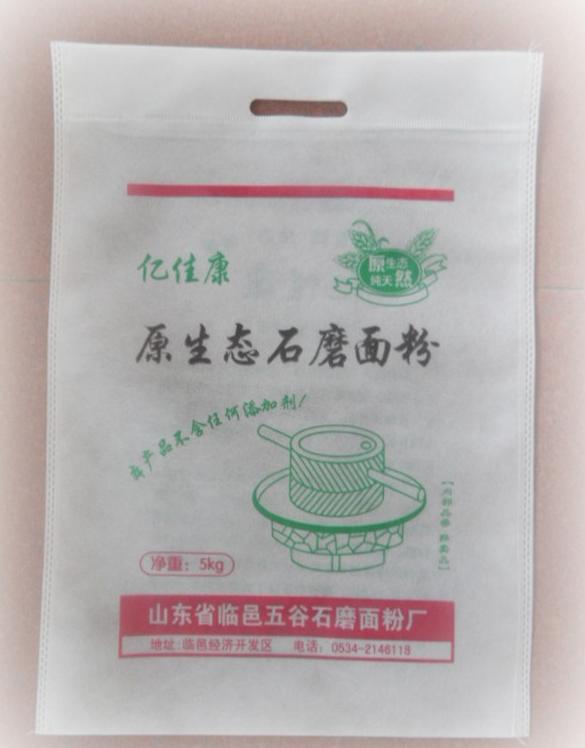 亿佳康
原生态
纯天然
原生态石磨面粉
本产品不含任何添加剂!
净重: 5kg
山东省临邑五谷石磨面粉厂
地址:临邑经济开发区 电话: 0534-2146118